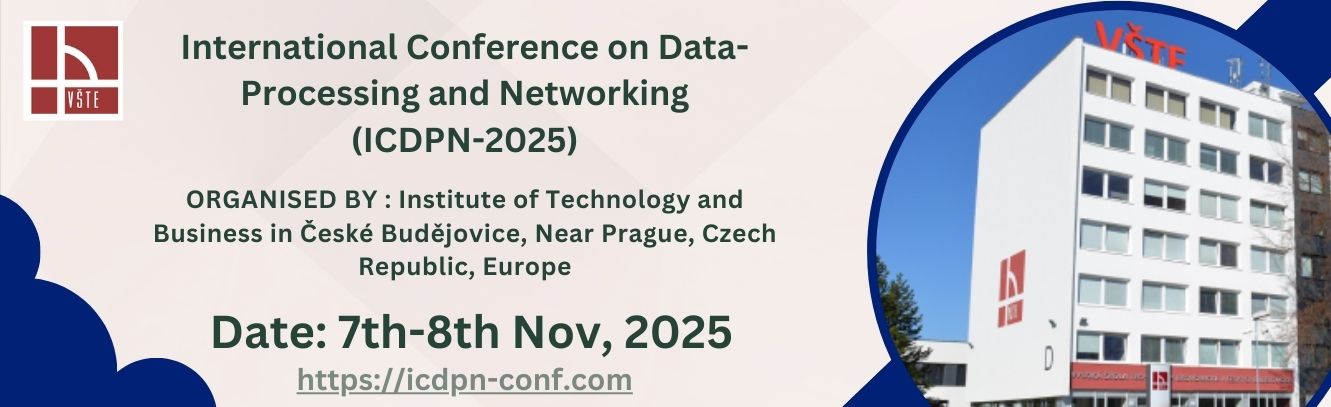 VŠTE
International Conference on Data-
Processing and Networking
(ICDPN-2025)
ORGANISED BY : Institute of Technology and
Business in České Budějovice, Near Prague, Czech
Republic, Europe
Date: 7th-8th Nov, 2025
https://icdpn-conf.com
VŠTE
VŠTE
D